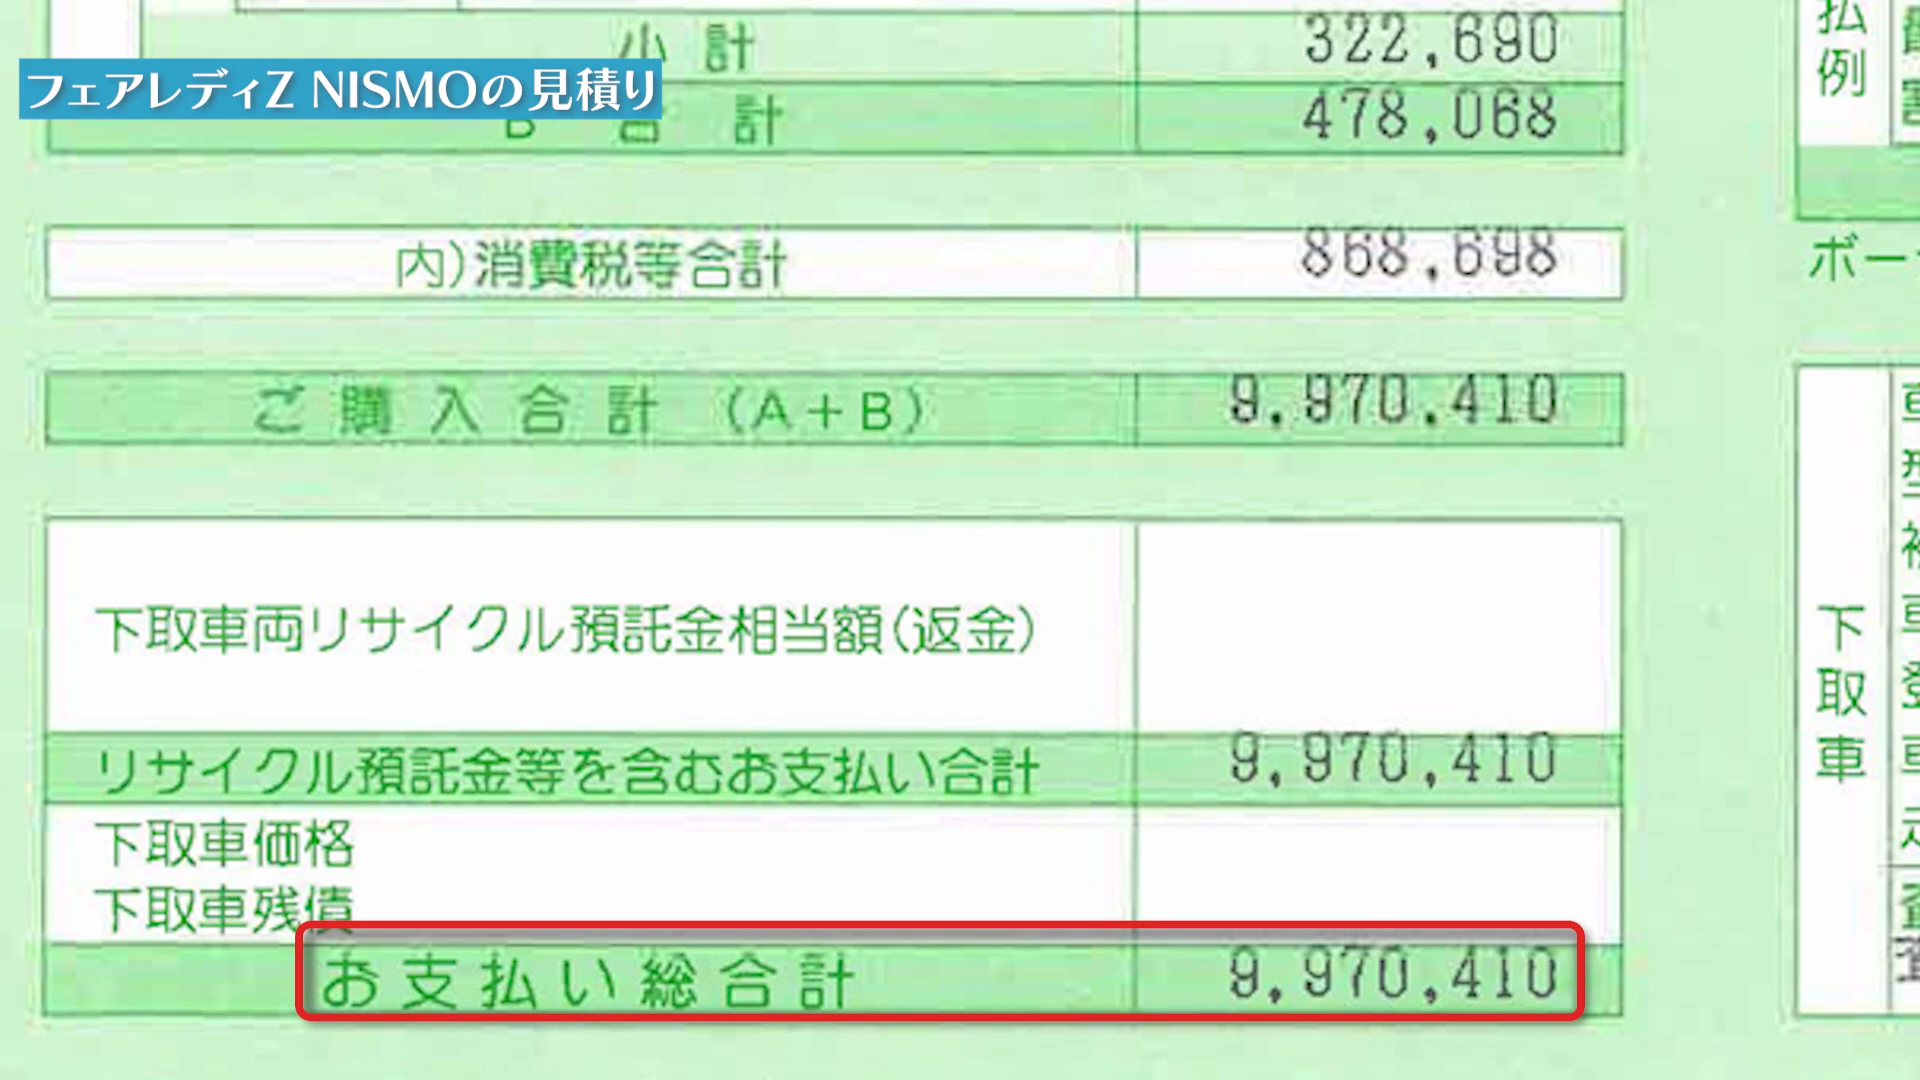 フェアレディZ NISMOの見積り
小計 322,690
B 合計 478,068
内)消費税等合計 868,698
ご購入合計 (A+B) 9,970,410
下取車両リサイクル預託金相当額(返金)
リサイクル預託金等を含むお支払い合計 9,970,410
下取車価格
下取車残債
お支払い総合計 9,970,410
払例
ボー
下取車